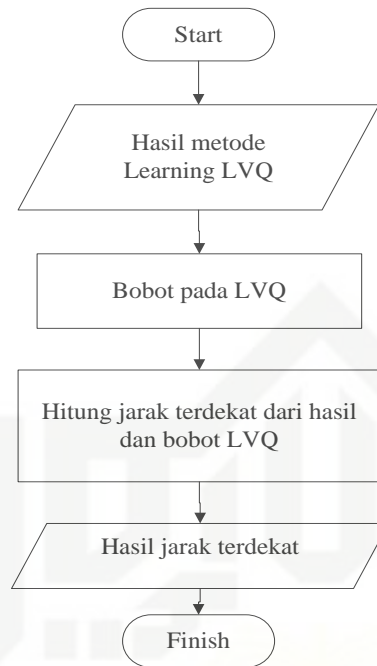 Start
Hasil metode
Learning LVQ
Bobot pada LVQ
Hitung jarak terdekat dari hasil
dan bobot LVQ
Hasil jarak terdekat
Finish